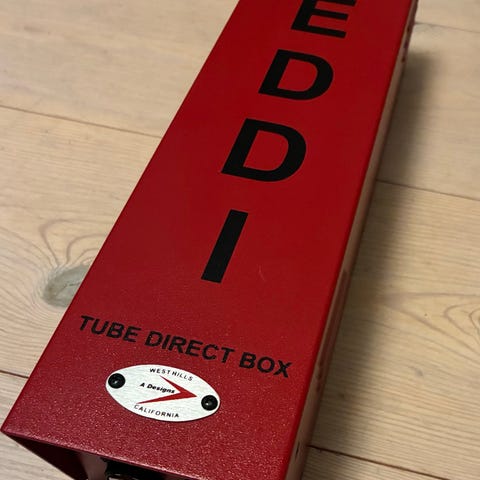 EDDI
TUBE DIRECT BOX
WEST HILLS
A Designs
CALIFORNIA